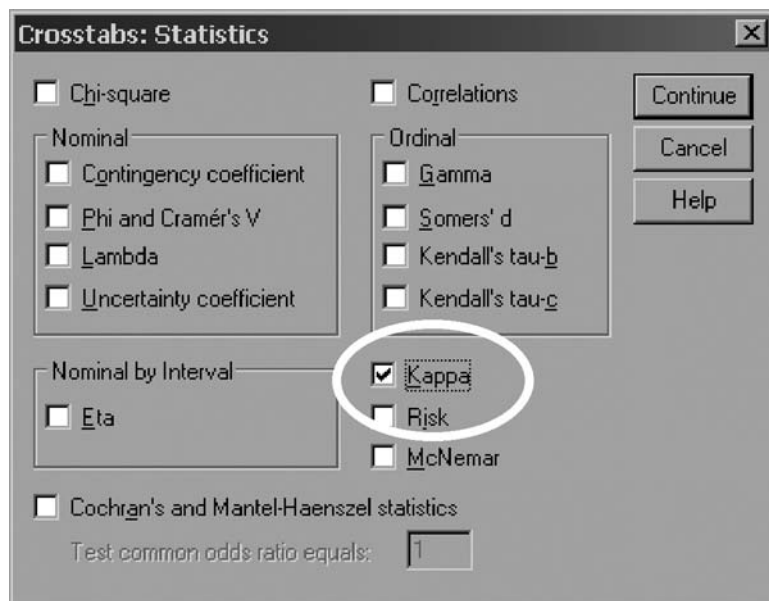 Crosstabs: Statistics
Chi-square
Correlations
Continue
Nominal
Contingency coefficient
Phi and Cramér's V
Lambda
Uncertainty coefficient
Ordinal
Gamma
Somers' d
Kendall's tau-b
Kendall's tau-c
Cancel
Help
Nominal by Interval
Eta
Kappa
Risk
McNemar
Cochran's and Mantel-Haenszel statistics
Test common odds ratio equals: 1